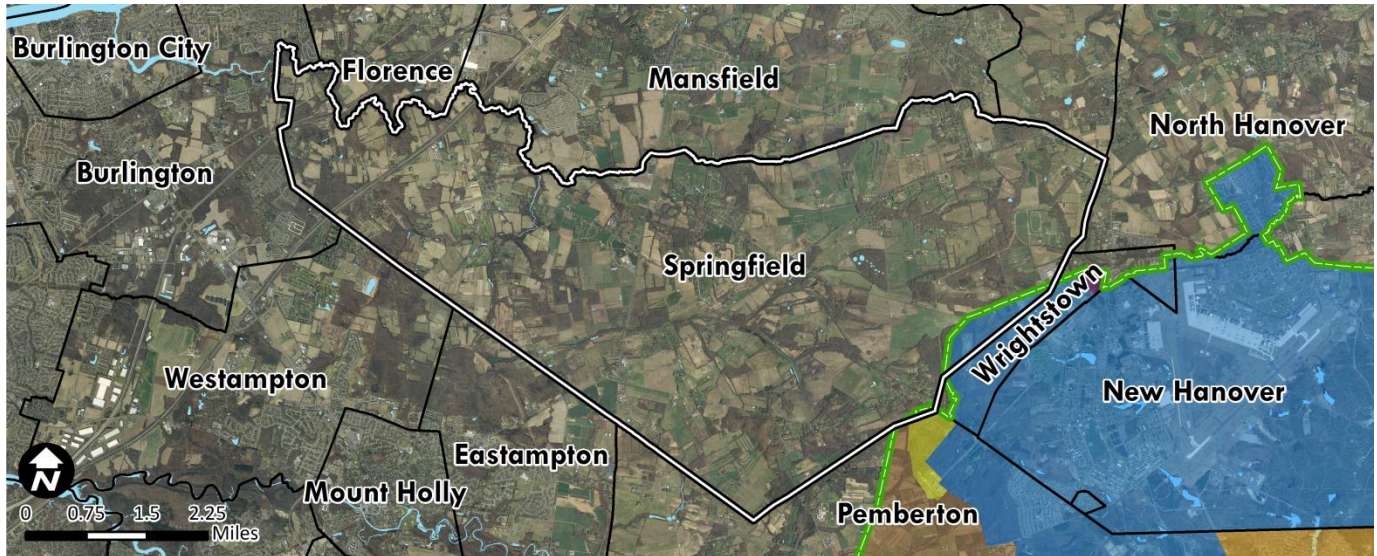 Burlington City
Florence
Mansfield
North Hanover
Burlington
Springfield
Wrightstown
Westampton
New Hanover
Eastampton
Mount Holly
Pemberton
N
0 0.75 1.5 2.25
Miles